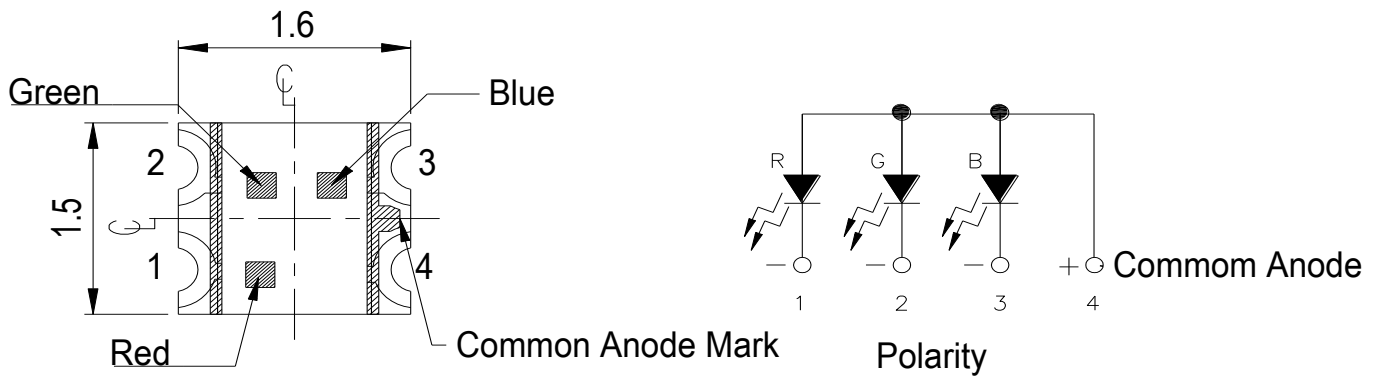 1.6
Green
Blue
2
3
1.5
1
4
Red
Common Anode Mark
R
G
B
− − − + Commom Anode
1 2 3 4
Polarity